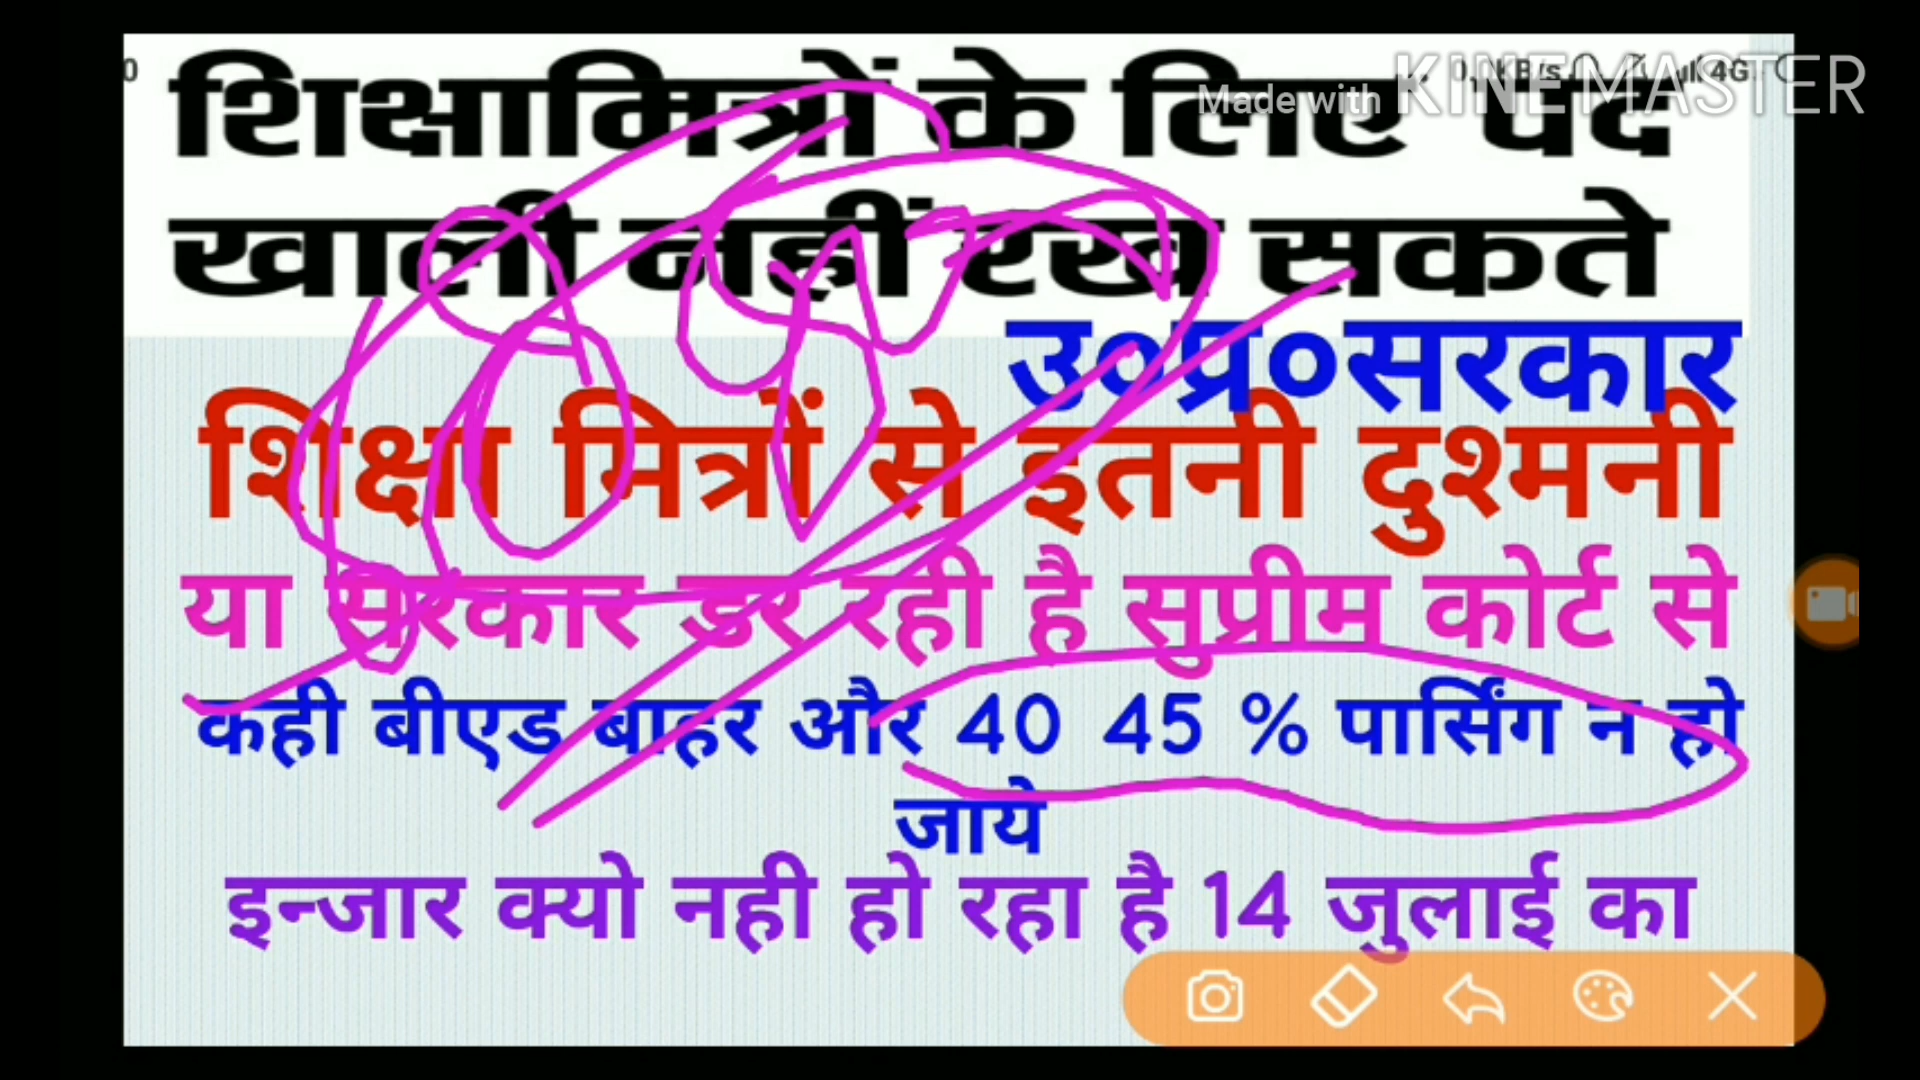 शिक्षामित्रों के लिए पद
Made with KINEMASTER
खाली नहीं रख सकते
उ०प्र०सरकार
शिक्षा मित्रों से इतनी दुश्मनी
या सरकार डर रही है सुप्रीम कोर्ट से
कही बीएड बाहर और 40 45 % पार्सिंग न हो
जाये
इन्जार क्यो नही हो रहा है 14 जुलाई का